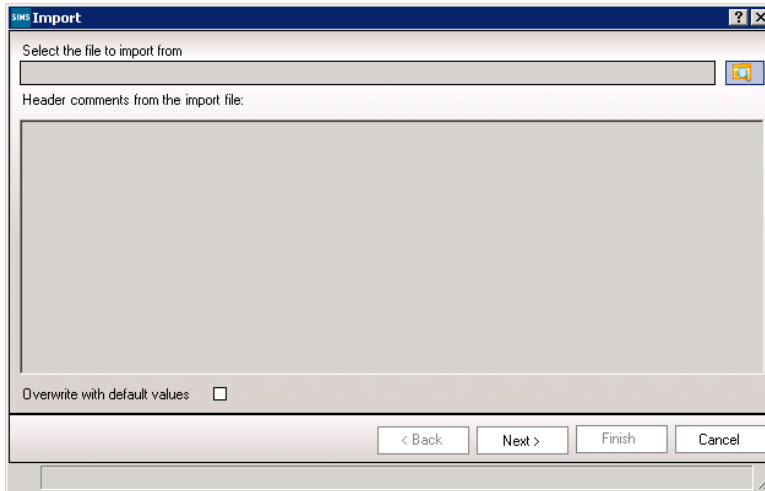 SIMS Import
Select the file to import from
Header comments from the import file:
Overwrite with default values
< Back Next > Finish Cancel